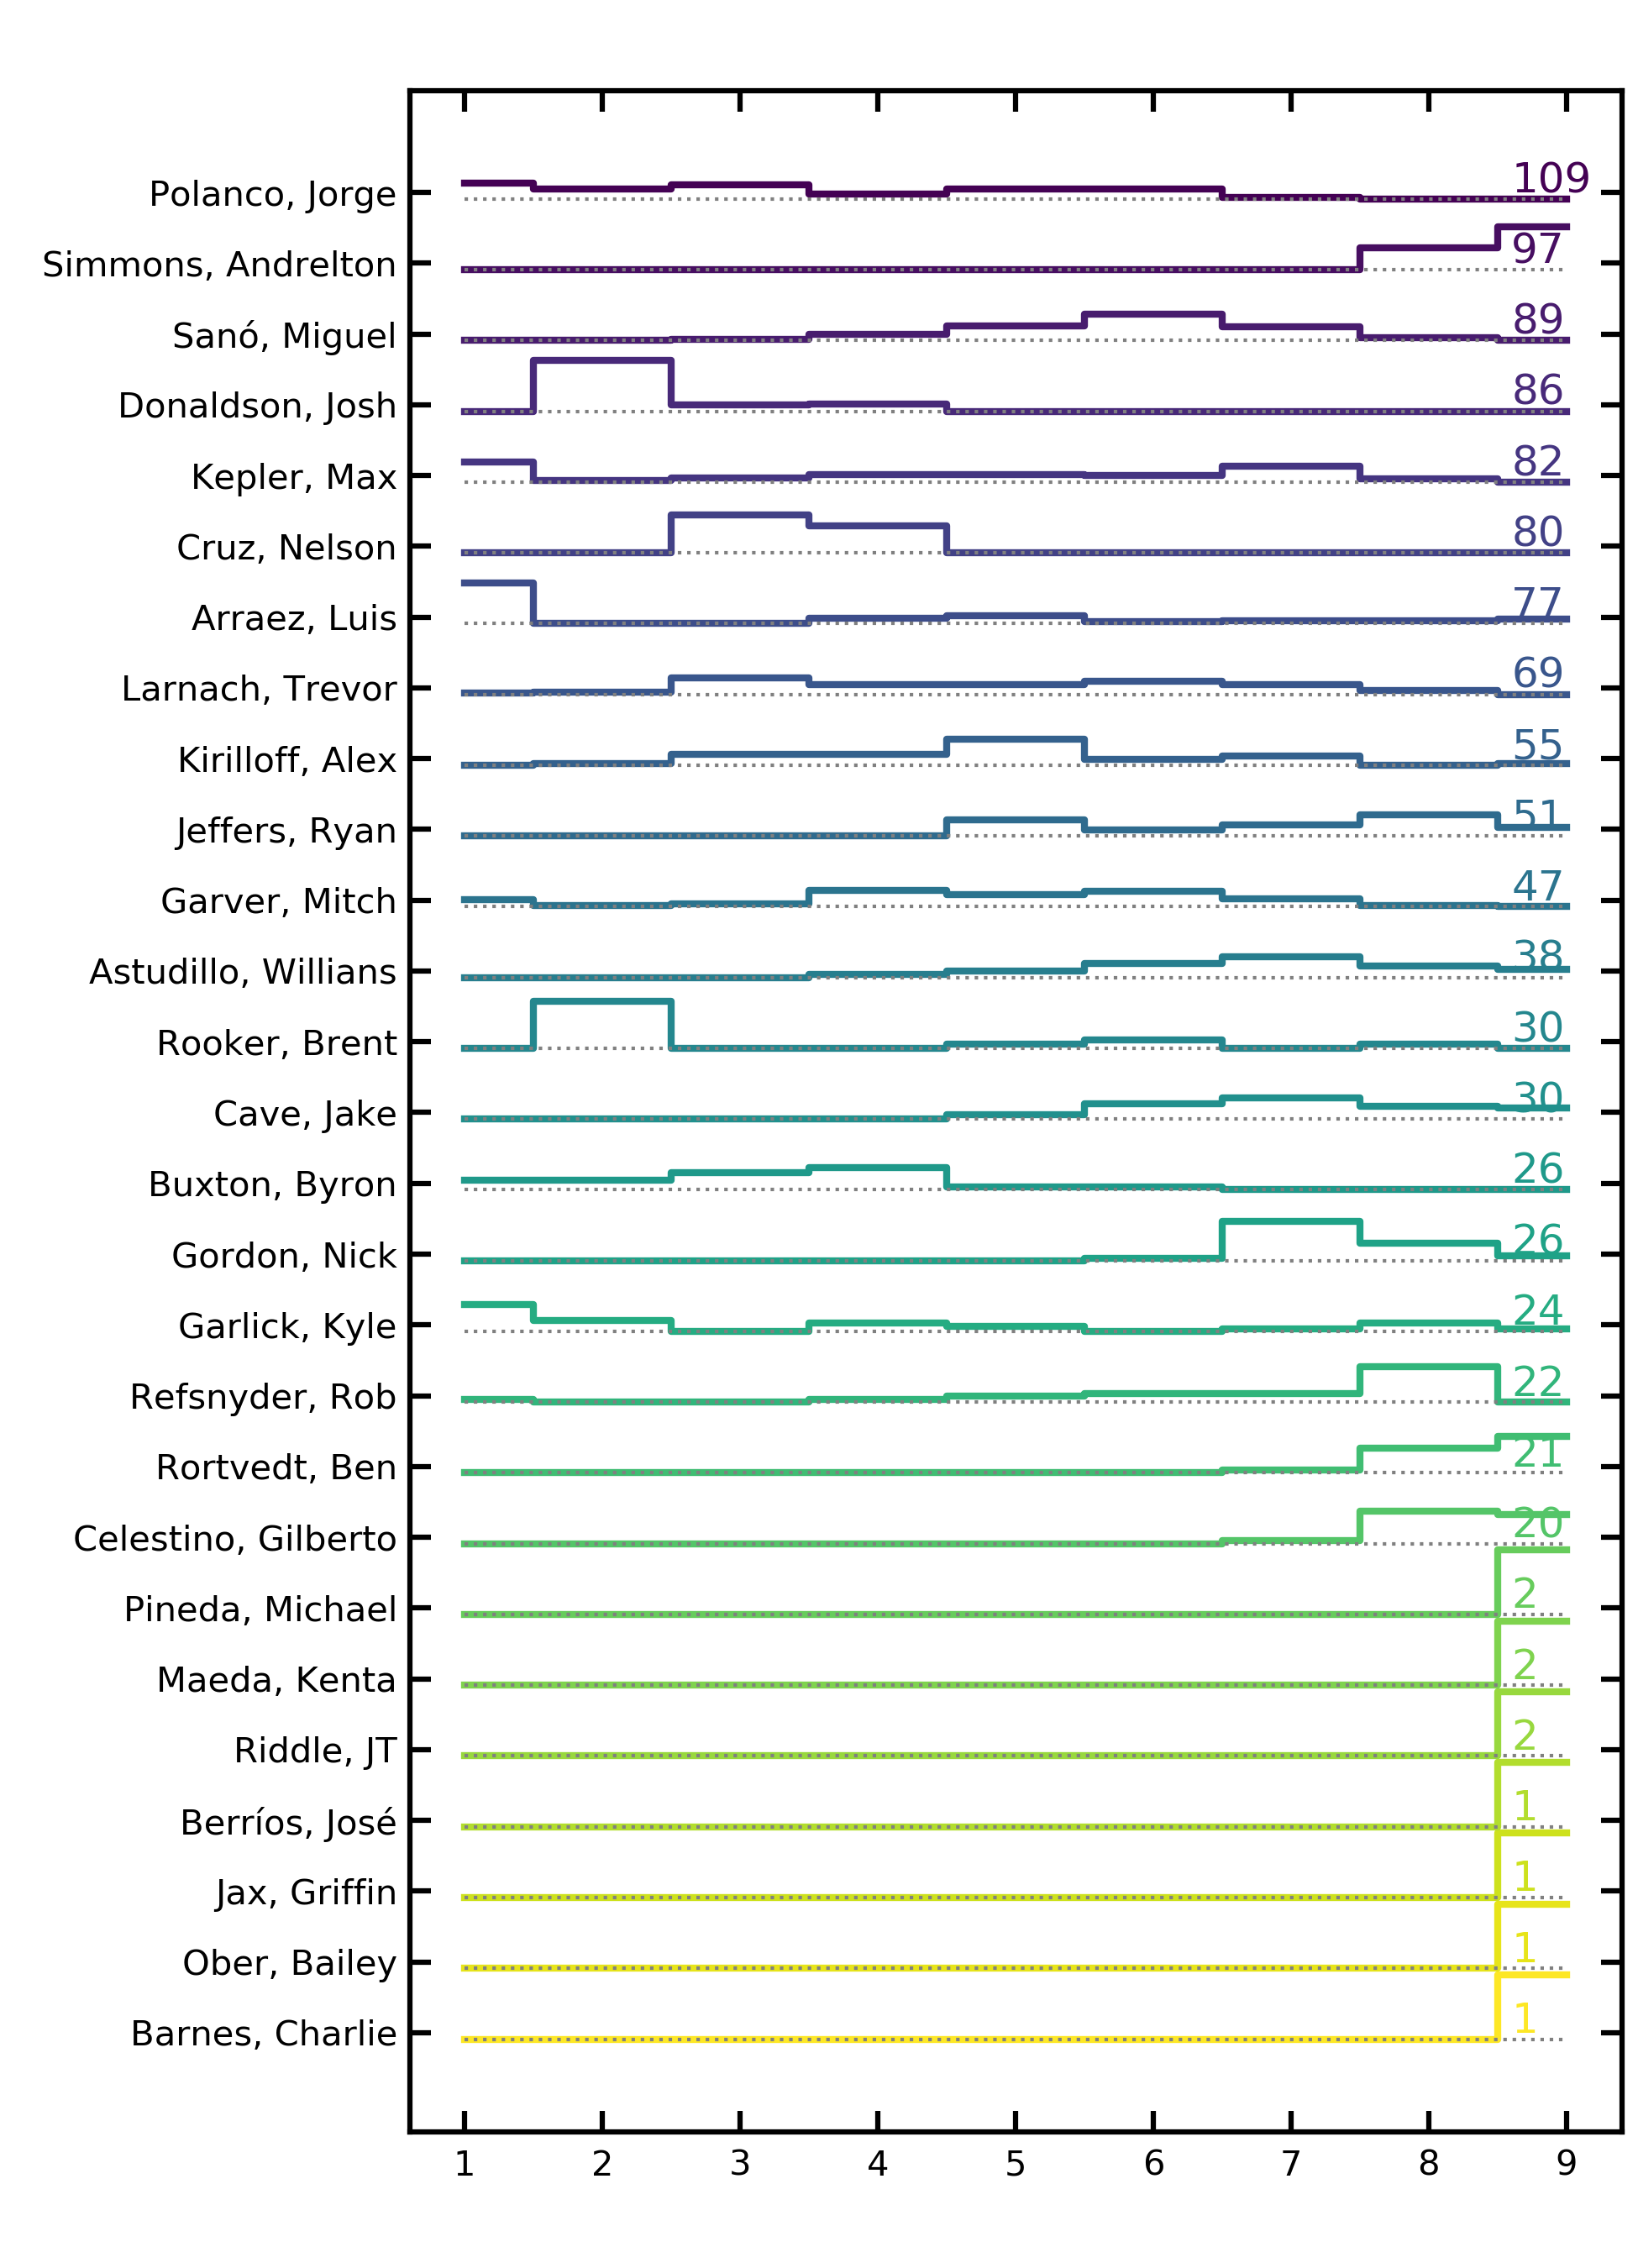 Polanco, Jorge 109
Simmons, Andrelton 97
Sanó, Miguel 89
Donaldson, Josh 86
Kepler, Max 82
Cruz, Nelson 80
Arraez, Luis 77
Larnach, Trevor 69
Kirilloff, Alex 55
Jeffers, Ryan 51
Garver, Mitch 47
Astudillo, Willians 38
Rooker, Brent 30
Cave, Jake 30
Buxton, Byron 26
Gordon, Nick 26
Garlick, Kyle 24
Refsnyder, Rob 22
Rortvedt, Ben 21
Celestino, Gilberto 20
Pineda, Michael 2
Maeda, Kenta 2
Riddle, JT 2
Berríos, José 1
Jax, Griffin 1
Ober, Bailey 1
Barnes, Charlie 1
1 2 3 4 5 6 7 8 9